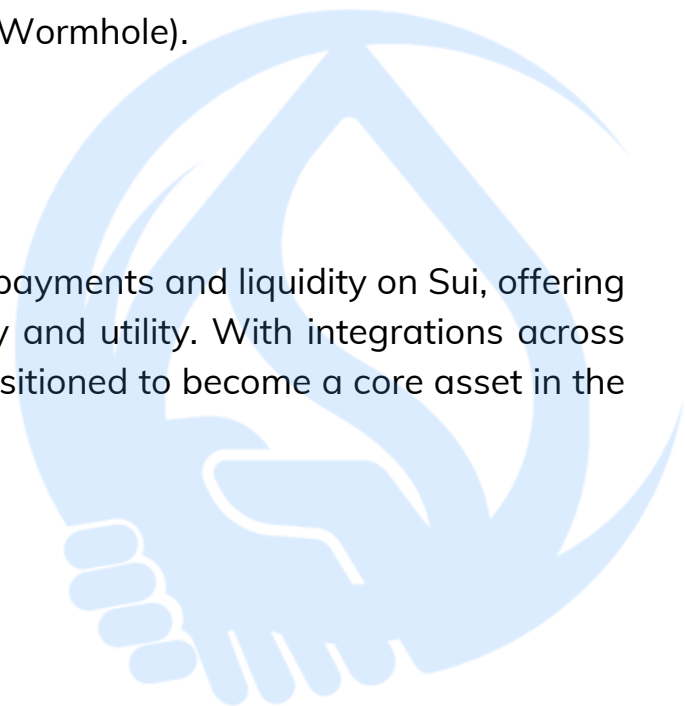 Wormhole).
payments and liquidity on Sui, offering
y and utility. With integrations across
sitioned to become a core asset in the